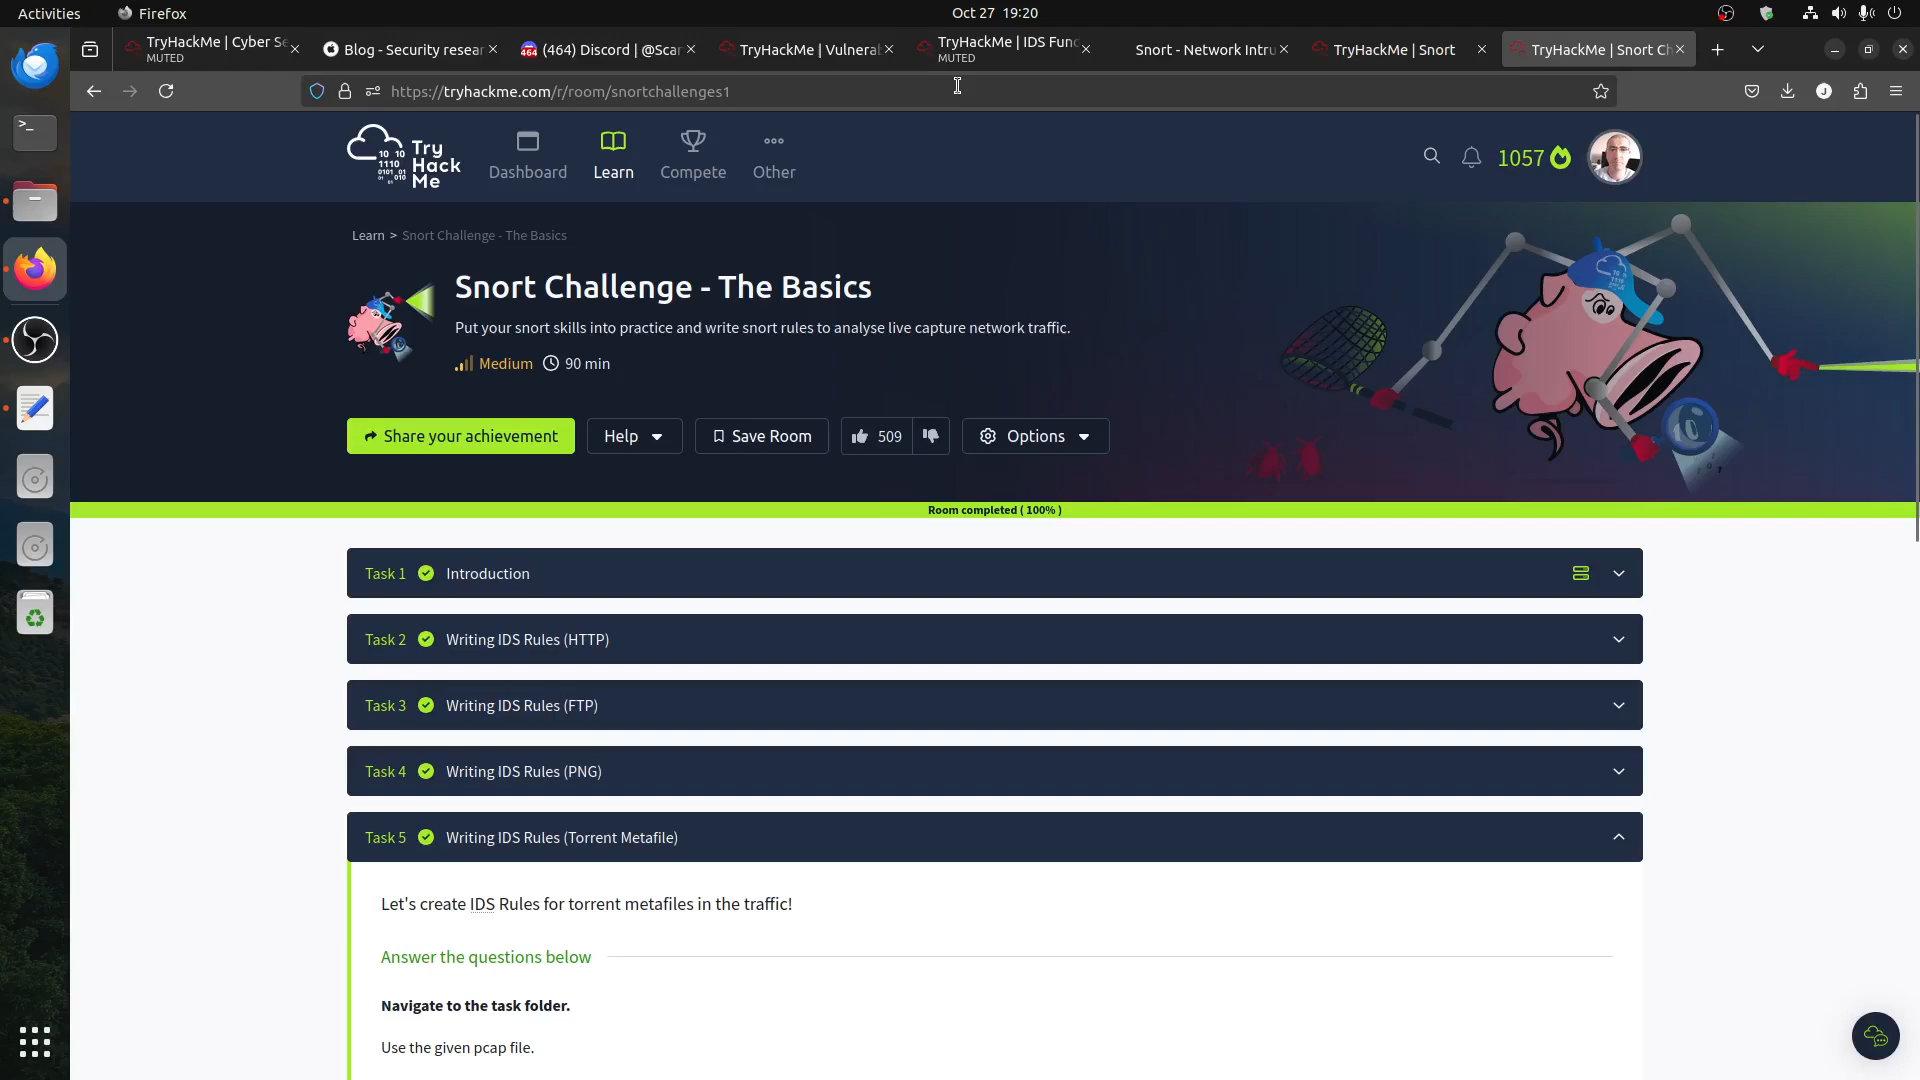 Activities
Firefox
Oct 27 19:20
TryHackMe | Cyber Se
MUTED
Blog - Security resear
(464) Discord | @Scar
TryHackMe | Vulnera
TryHackMe | IDS Fund
MUTED
Snort - Network Intru
TryHackMe | Snort
TryHackMe | Snort Ch
https://tryhackme.com/r/room/snortchallenges1
Try
Hack
Me
Dashboard
Learn
Compete
Other
1057
Learn > Snort Challenge - The Basics
Snort Challenge - The Basics
Put your snort skills into practice and write snort rules to analyse live capture network traffic.
Medium
90 min
Share your achievement
Help
Save Room
509
Options
Room completed ( 100% )
Task 1
Introduction
Task 2
Writing IDS Rules (HTTP)
Task 3
Writing IDS Rules (FTP)
Task 4
Writing IDS Rules (PNG)
Task 5
Writing IDS Rules (Torrent Metafile)
Let's create IDS Rules for torrent metafiles in the traffic!
Answer the questions below
Navigate to the task folder.
Use the given pcap file.